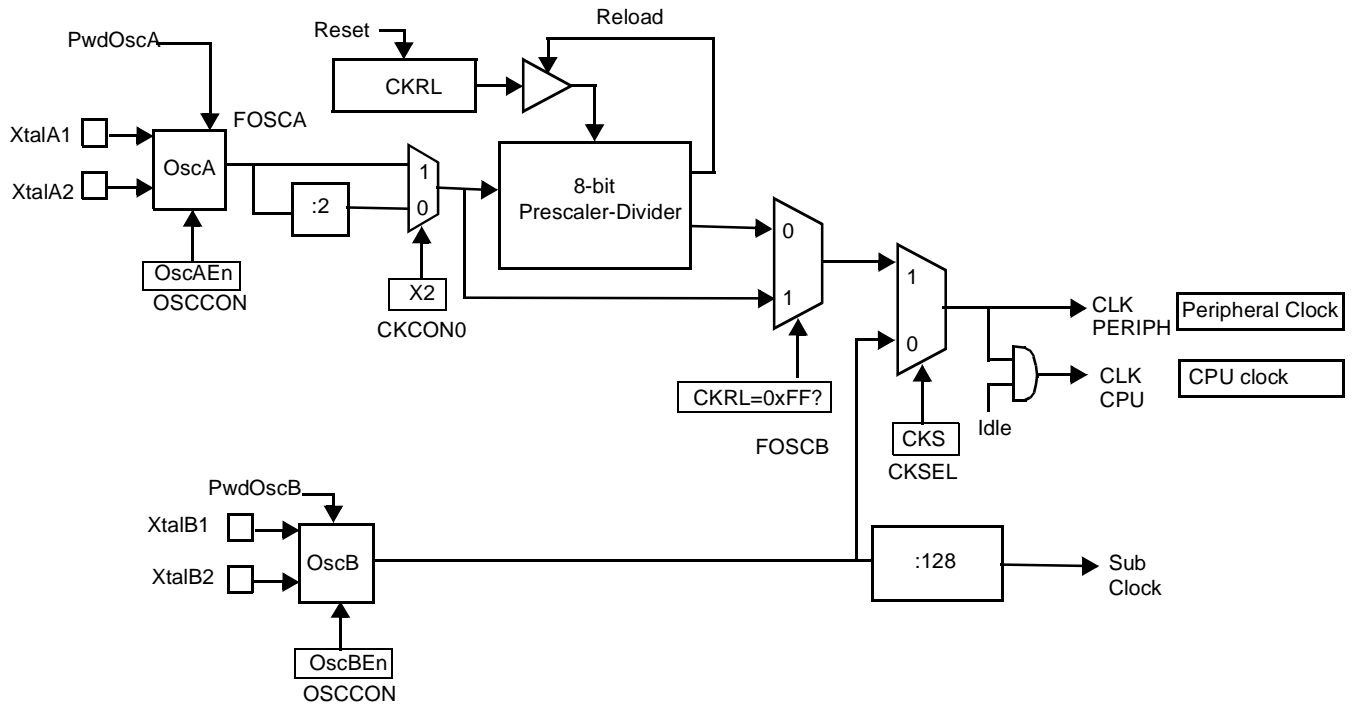 Reload
Reset
PwdOscA
CKRL
FOSCA
XtalA1
OscA
1
8-bit
Prescaler-Divider
XtalA2
:2
0
0
OscAEn
OSCCON
X2
CKCON0
1
1
CLK
PERIPH
Peripheral Clock
0
CKRL=0xFF?
CLK
CPU
CPU clock
Idle
FOSCB
CKS
CKSEL
PwdOscB
XtalB1
OscB
XtalB2
:128
Sub
Clock
OscBEn
OSCCON